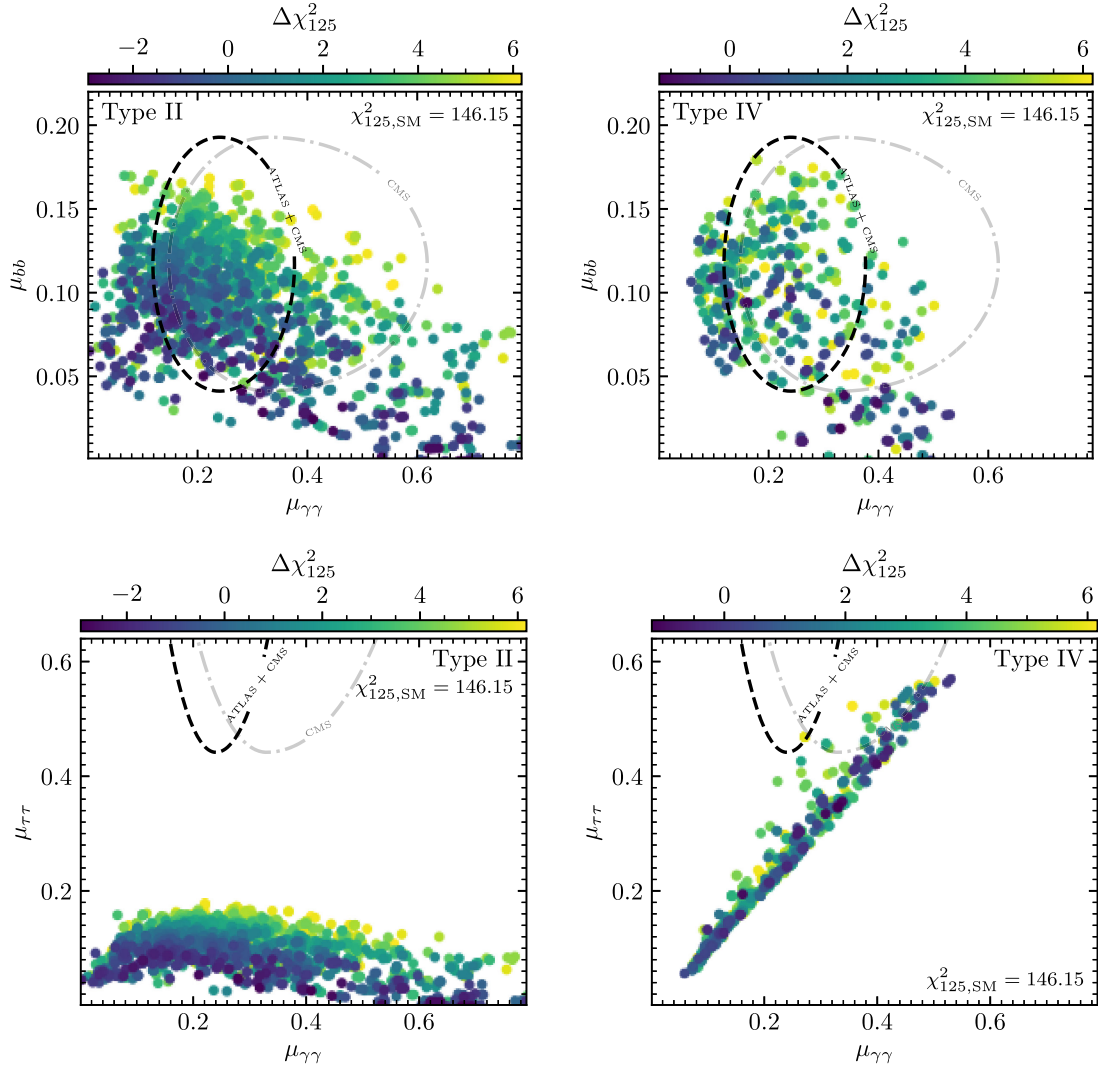 Δχ²₁₂₅
−2 0 2 4 6
Type II
χ²₁₂₅,SM = 146.15
ATLAS + CMS
CMS
0.20
0.15
0.10
0.05
μbb
0.2 0.4 0.6
μγγ
Δχ²₁₂₅
0 2 4 6
Type IV
χ²₁₂₅,SM = 146.15
ATLAS + CMS
CMS
0.20
0.15
0.10
0.05
μbb
0.2 0.4 0.6
μγγ
Δχ²₁₂₅
−2 0 2 4 6
Type II
χ²₁₂₅,SM = 146.15
ATLAS + CMS
CMS
0.6
0.4
0.2
μττ
0.2 0.4 0.6
μγγ
Δχ²₁₂₅
0 2 4 6
Type IV
ATLAS + CMS
CMS
0.6
0.4
0.2
μττ
χ²₁₂₅,SM = 146.15
0.2 0.4 0.6
μγγ